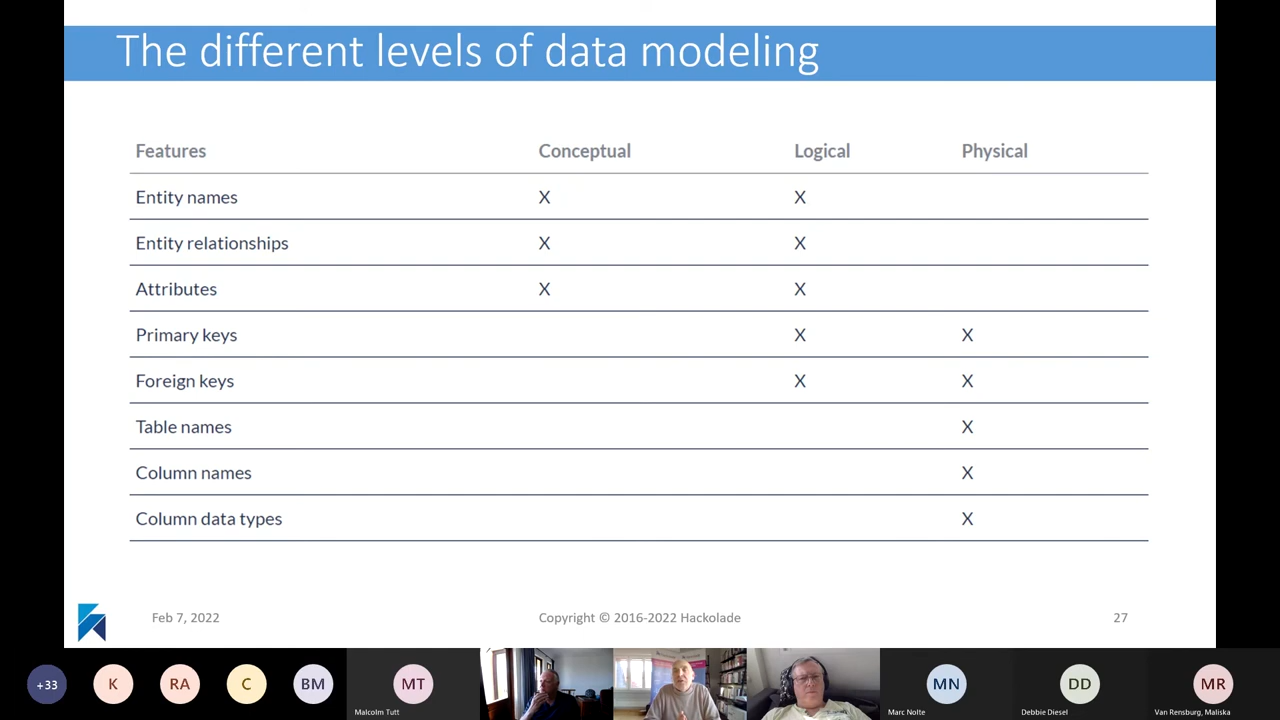 The different levels of data modeling
Features Conceptual Logical Physical
Entity names X X
Entity relationships X X
Attributes X X
Primary keys X X
Foreign keys X X
Table names X
Column names X
Column data types X
Feb 7, 2022 Copyright © 2016-2022 Hackolade 27
+33 K RA C BM MT MN DD MR
Malcolm Tutt Marc Nolte Debbie Diesel Van Rensburg, Maliska